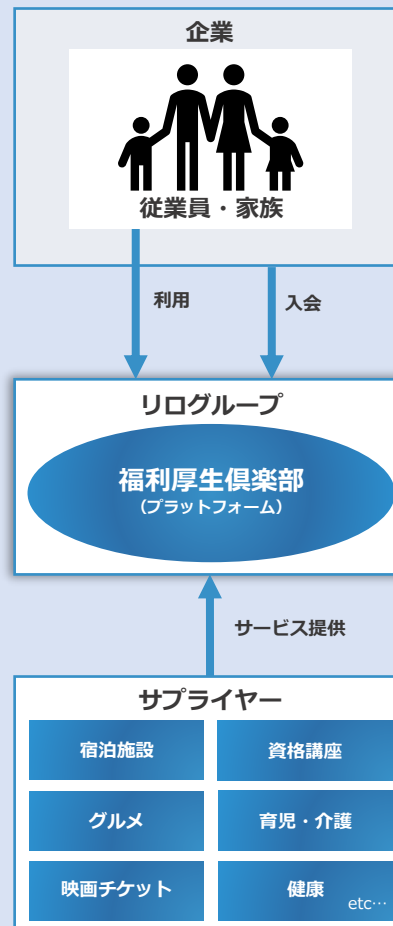 企業
従業員・家族
利用
入会
リログループ
福利厚生倶楽部
（プラットフォーム）
サービス提供
サプライヤー
宿泊施設
資格講座
グルメ
育児・介護
映画チケット
健康
etc…